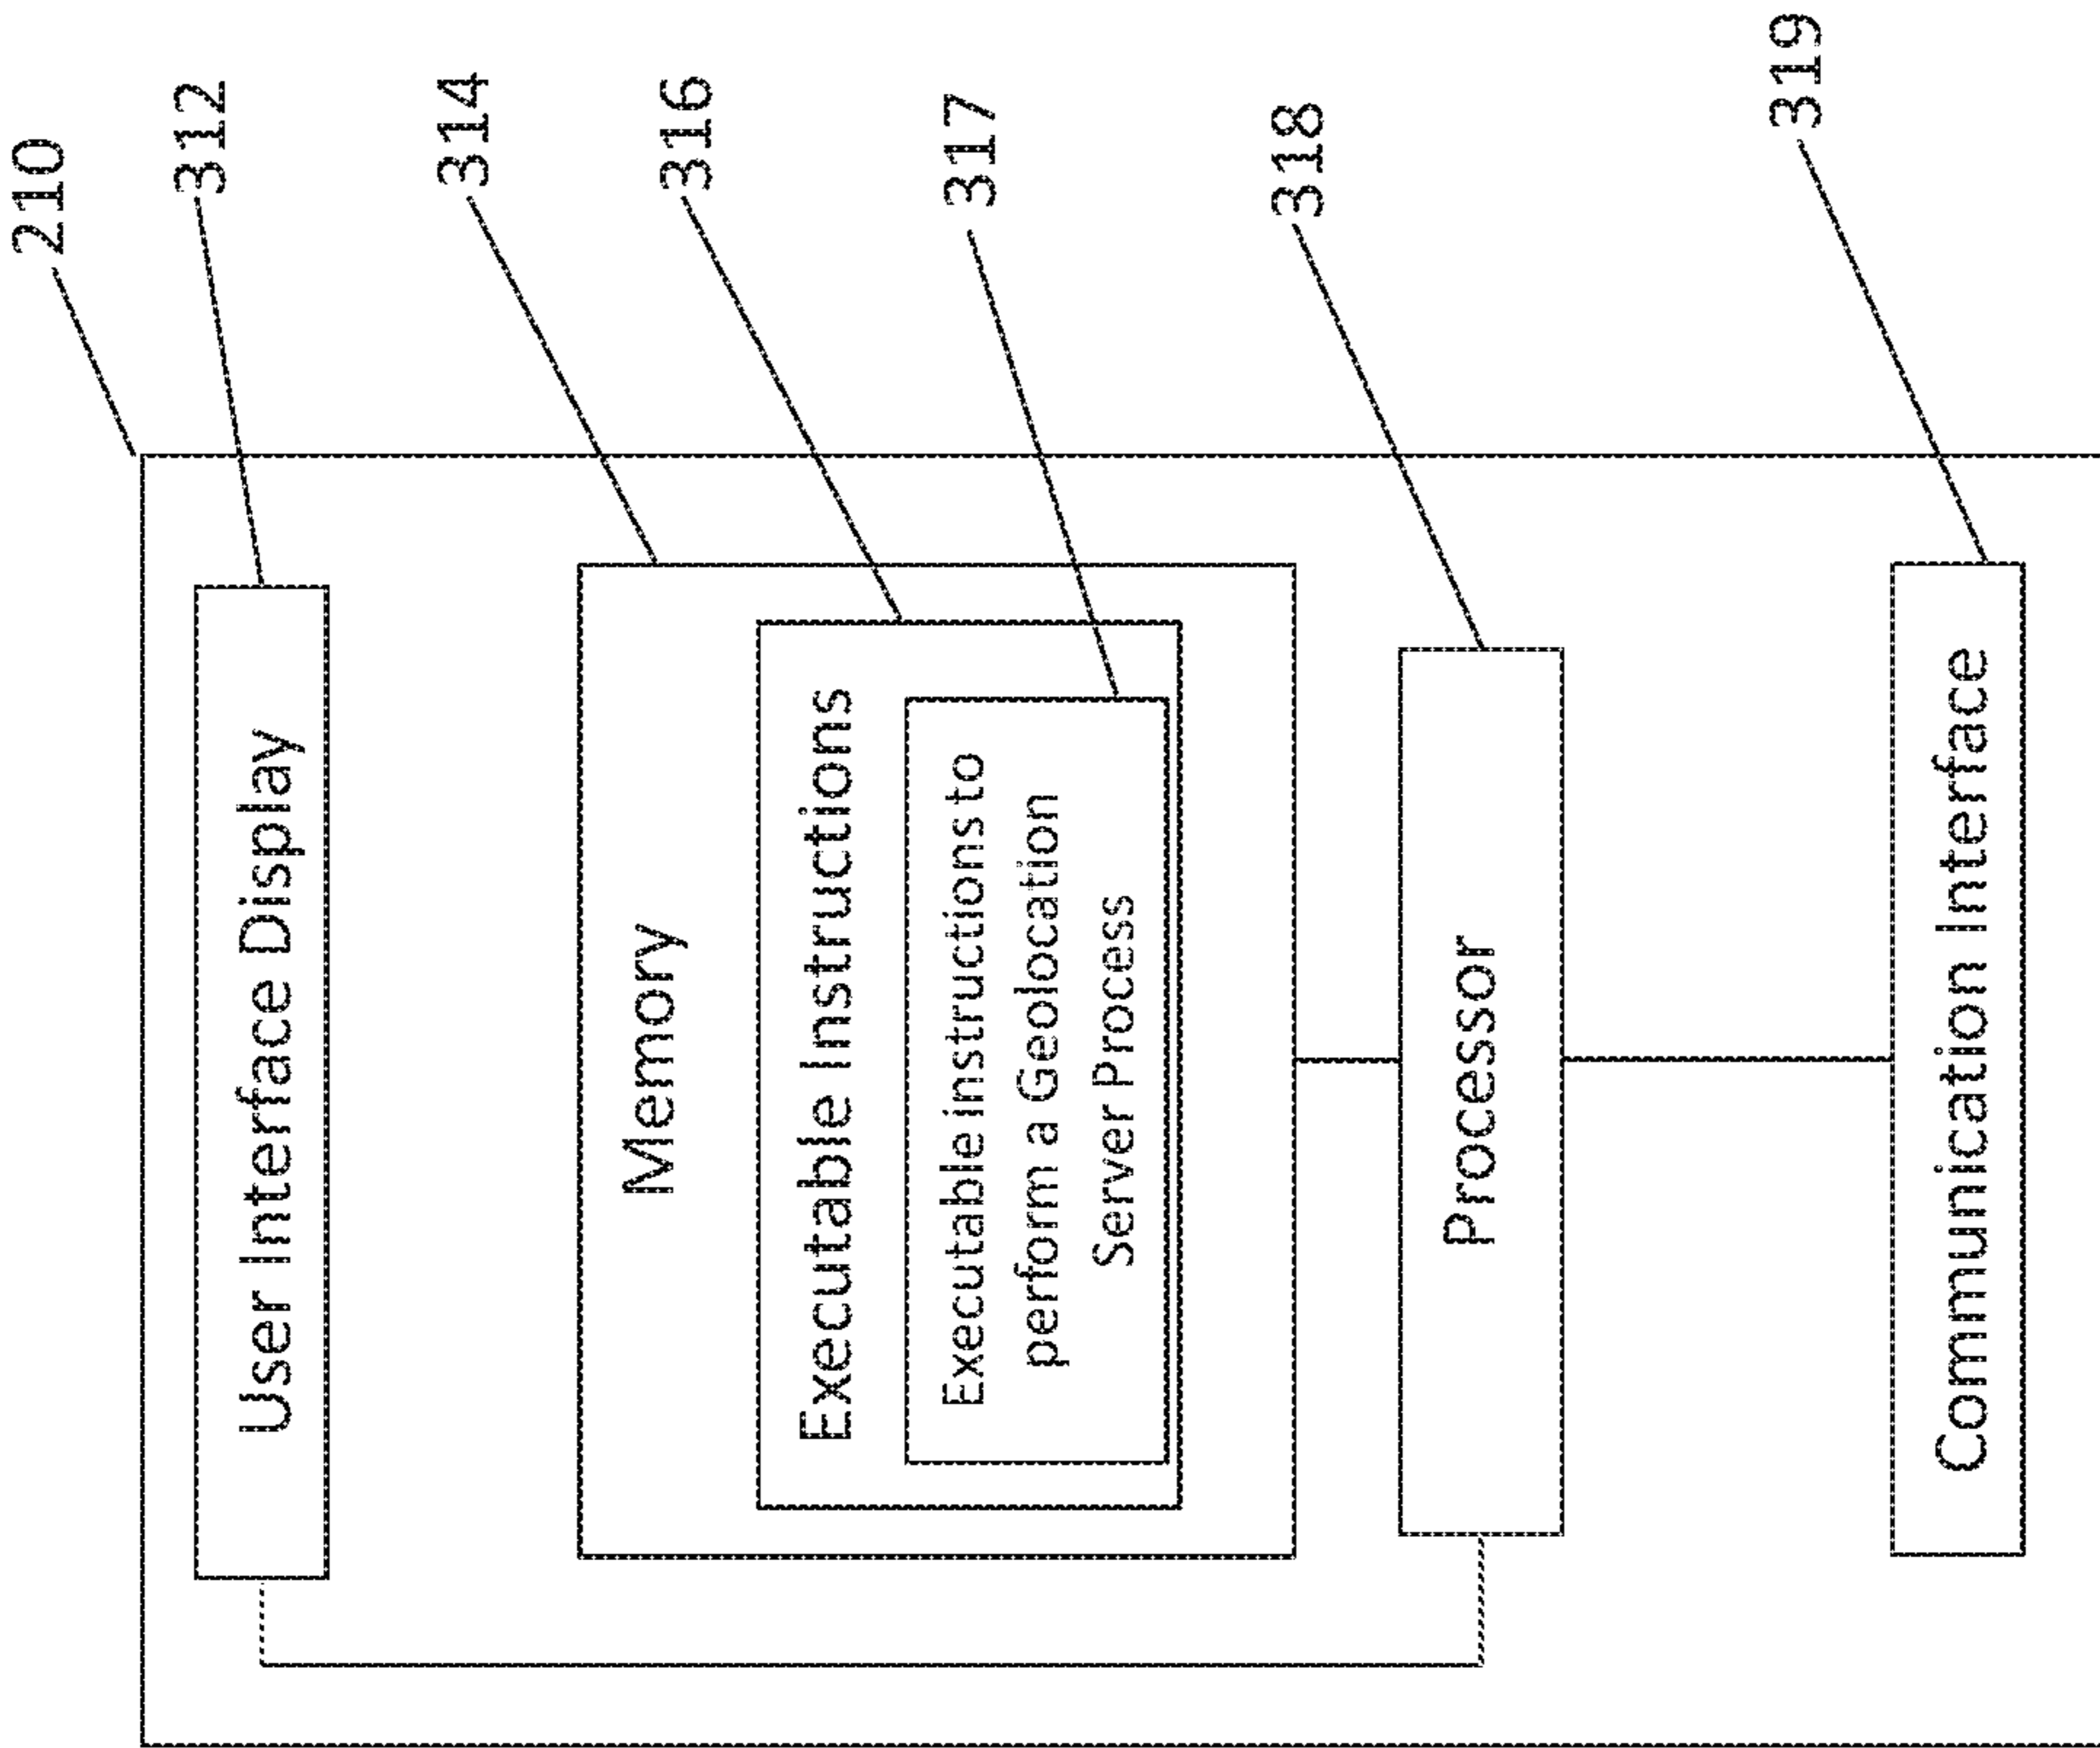 210
312
314
316
317
318
319
User Interface Display
Memory
Executable Instructions
Executable instructions to
perform a Geolocation
Server Process
Processor
Communication Interface